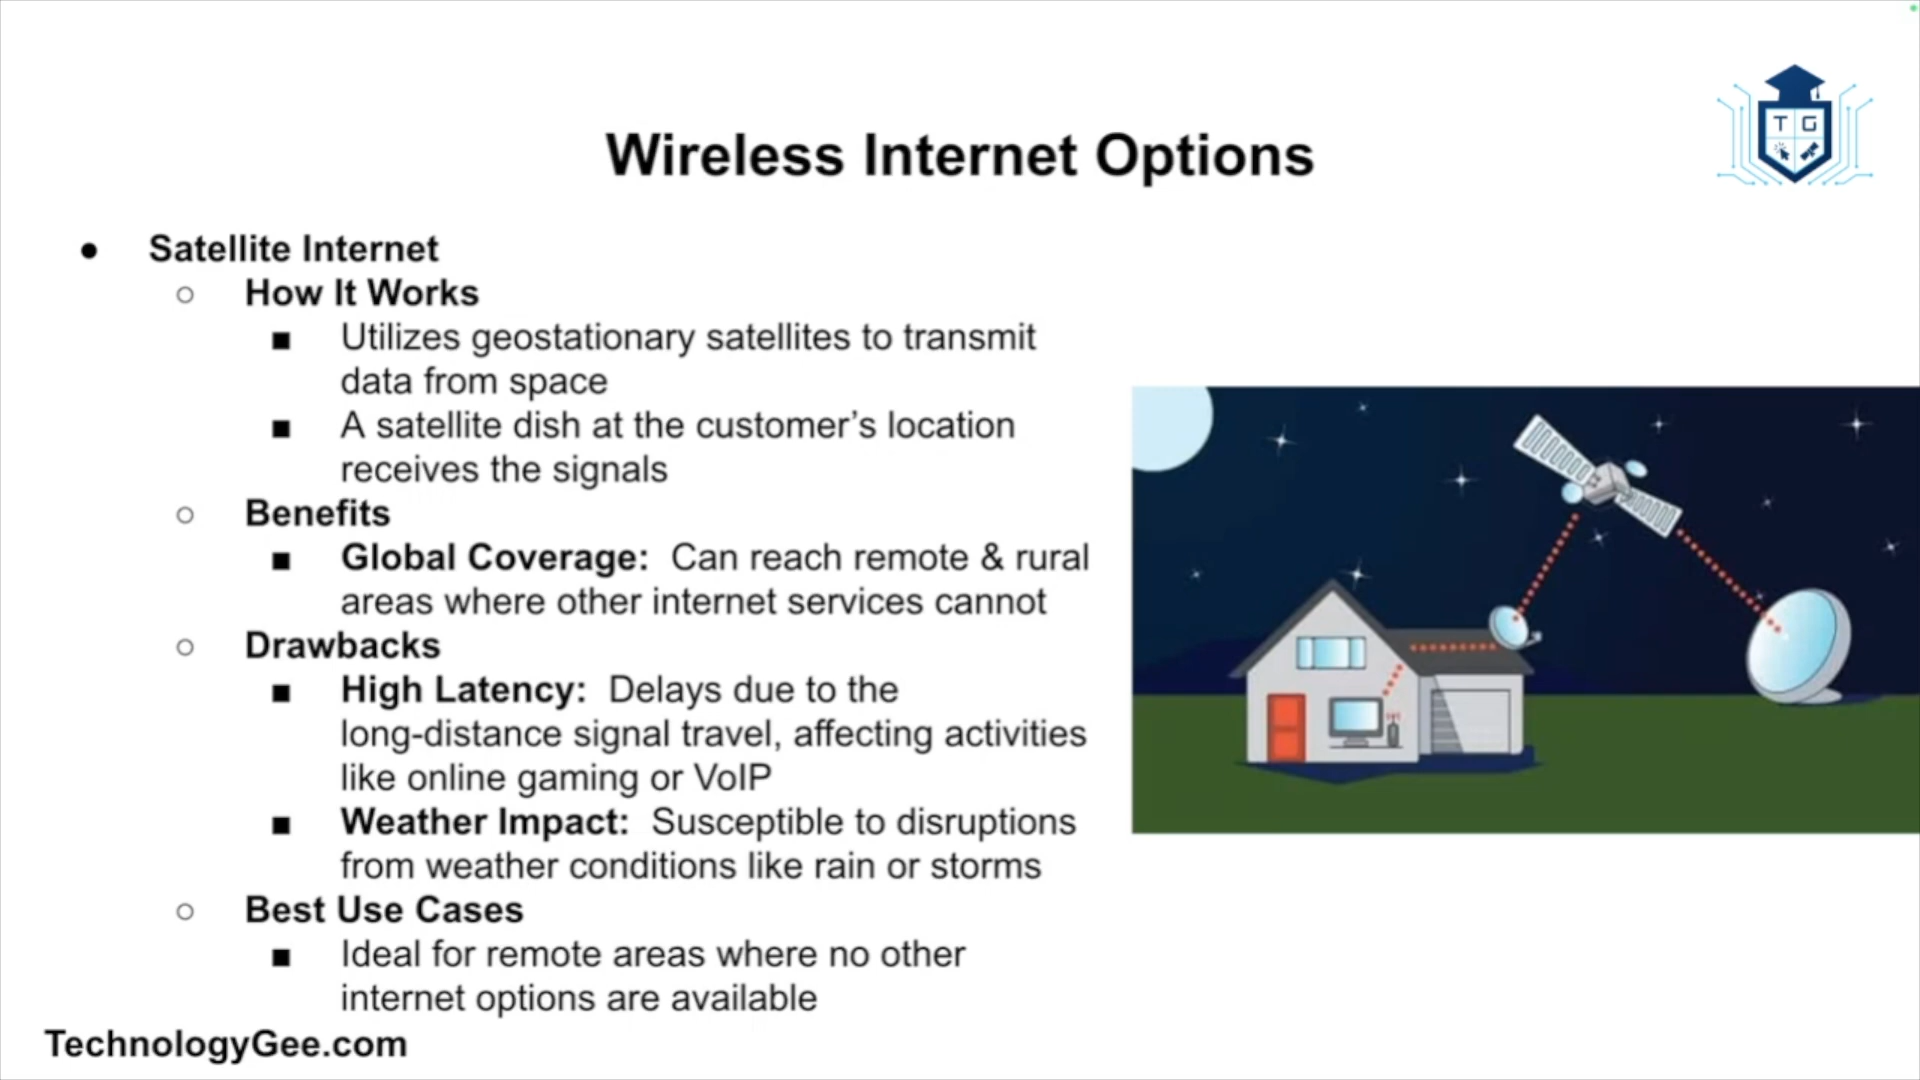 T G
Wireless Internet Options
● Satellite Internet
○ How It Works
■ Utilizes geostationary satellites to transmit
data from space
■ A satellite dish at the customer’s location
receives the signals
○ Benefits
■ Global Coverage: Can reach remote & rural
areas where other internet services cannot
○ Drawbacks
■ High Latency: Delays due to the
long-distance signal travel, affecting activities
like online gaming or VoIP
■ Weather Impact: Susceptible to disruptions
from weather conditions like rain or storms
○ Best Use Cases
■ Ideal for remote areas where no other
internet options are available
TechnologyGee.com